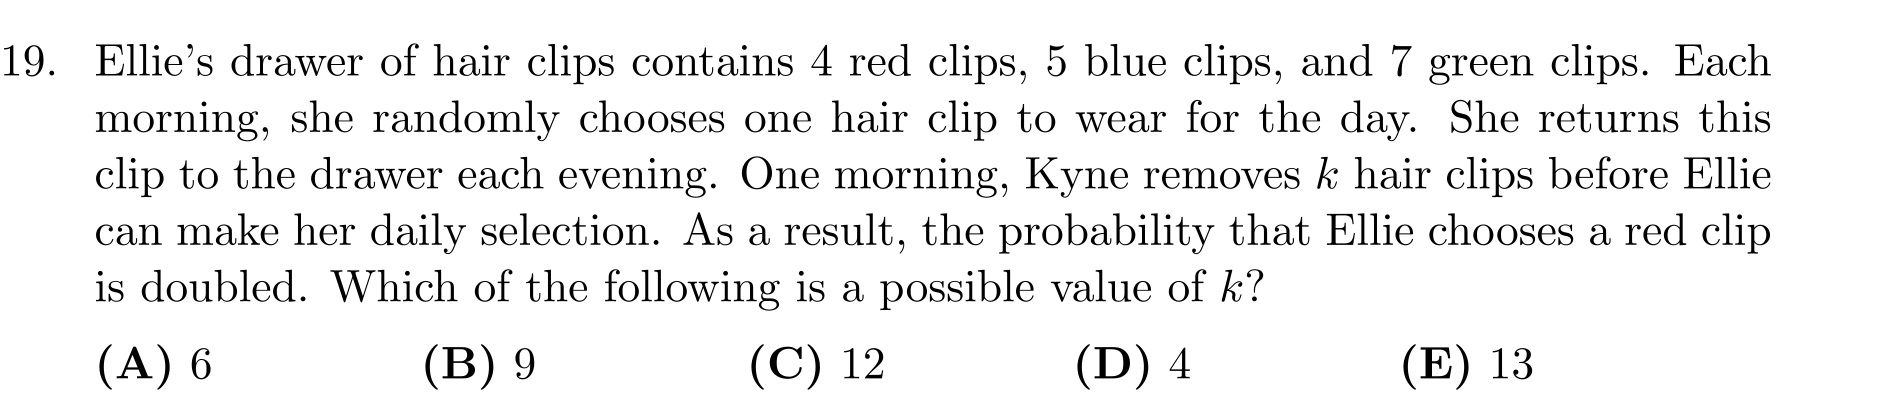 19. Ellie's drawer of hair clips contains 4 red clips, 5 blue clips, and 7 green clips. Each
morning, she randomly chooses one hair clip to wear for the day. She returns this
clip to the drawer each evening. One morning, Kyne removes k hair clips before Ellie
can make her daily selection. As a result, the probability that Ellie chooses a red clip
is doubled. Which of the following is a possible value of k?
(A) 6 (B) 9 (C) 12 (D) 4 (E) 13